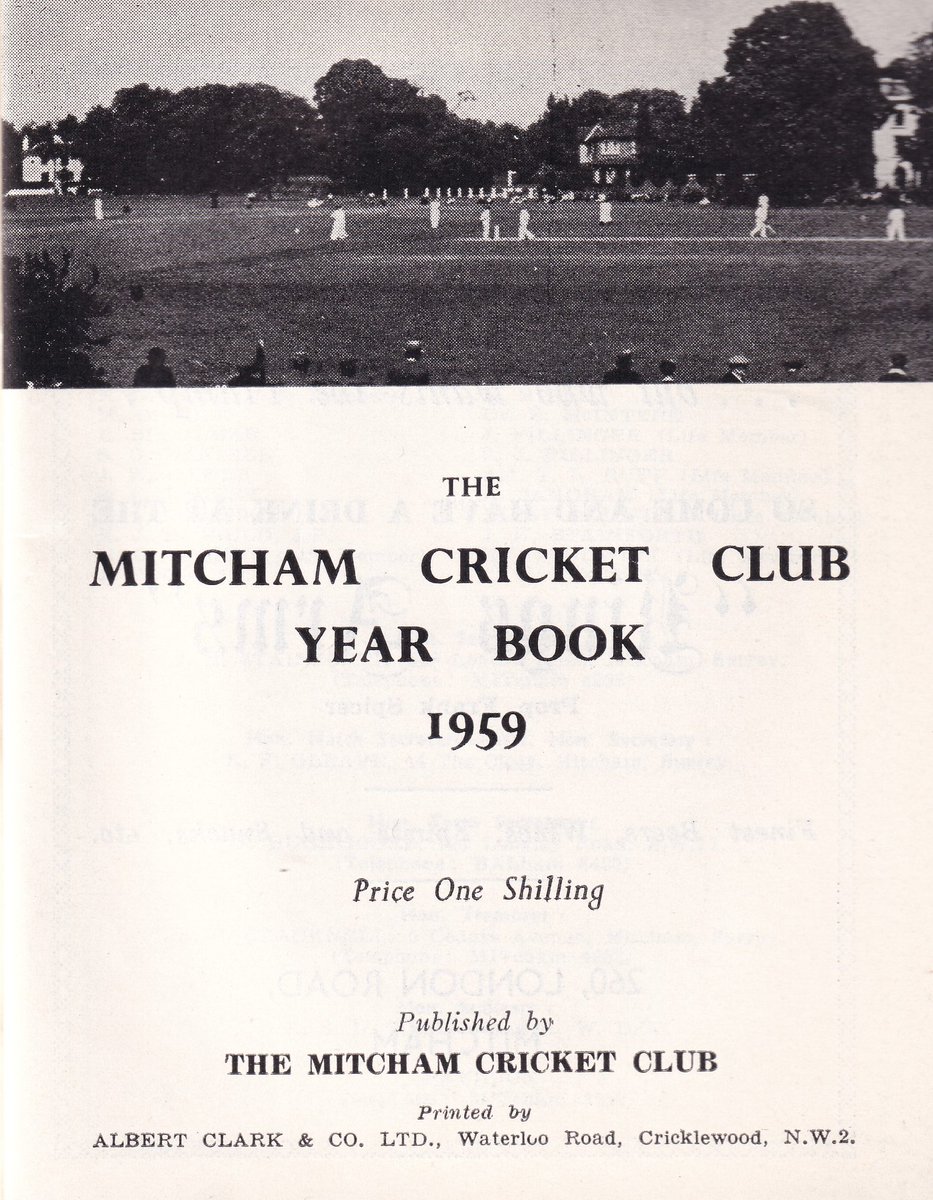 THE
MITCHAM CRICKET CLUB
YEAR BOOK
1959
Price One Shilling
Published by
THE MITCHAM CRICKET CLUB
Printed by
ALBERT CLARK & CO. LTD., Waterloo Road, Cricklewood, N.W.2.